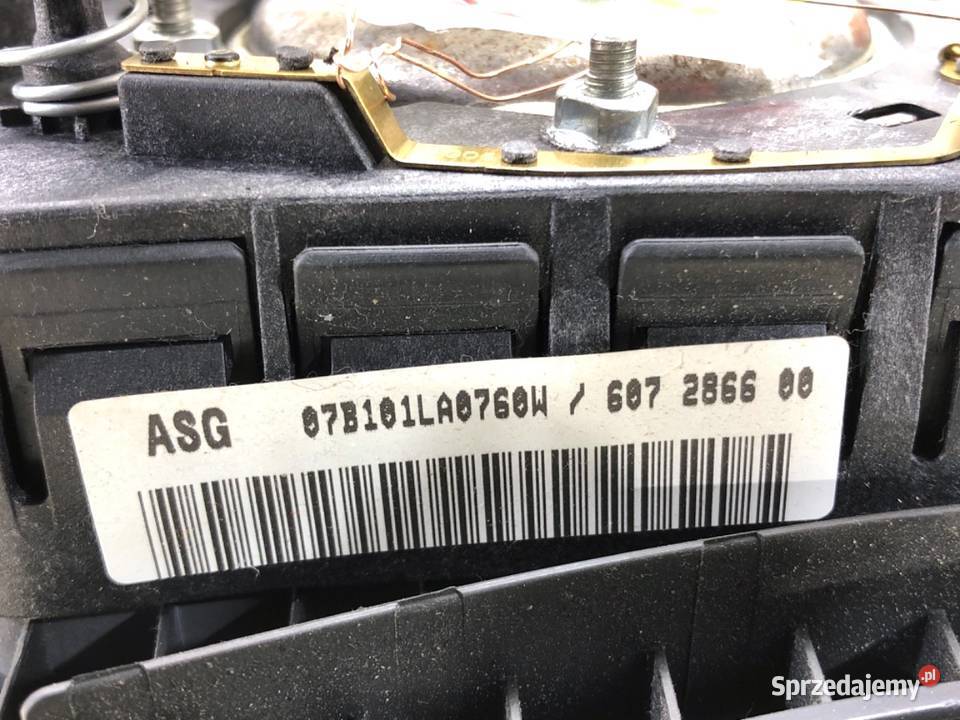 ASG 07B101LA0760W / 607 2866 00
Sprzedajemy.pl